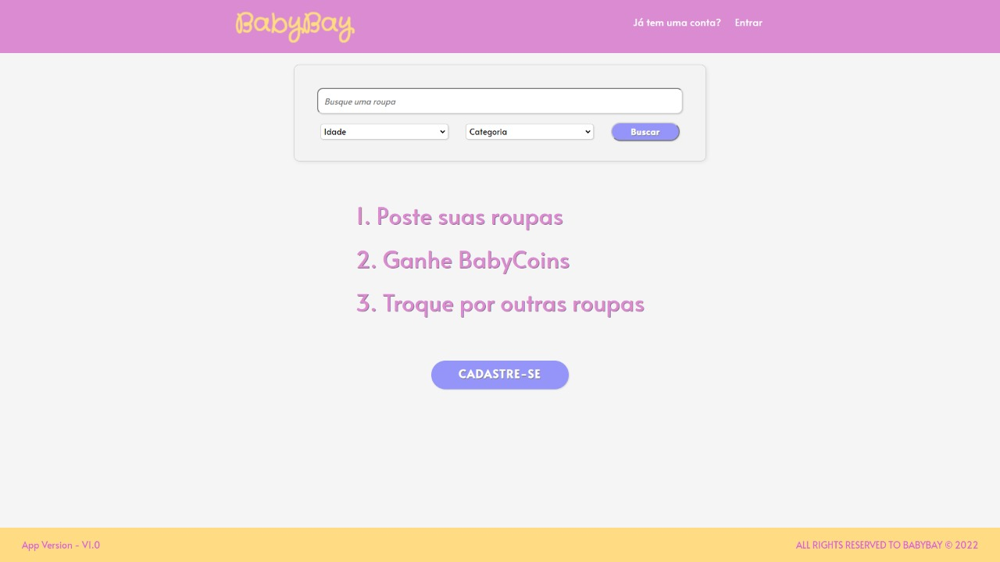 BabyBay
Já tem uma conta? Entrar
Busque uma roupa
Idade Categoria Buscar
1. Poste suas roupas
2. Ganhe BabyCoins
3. Troque por outras roupas
CADASTRE-SE
App Version - V1.0
ALL RIGHTS RESERVED TO BABYBAY © 2022